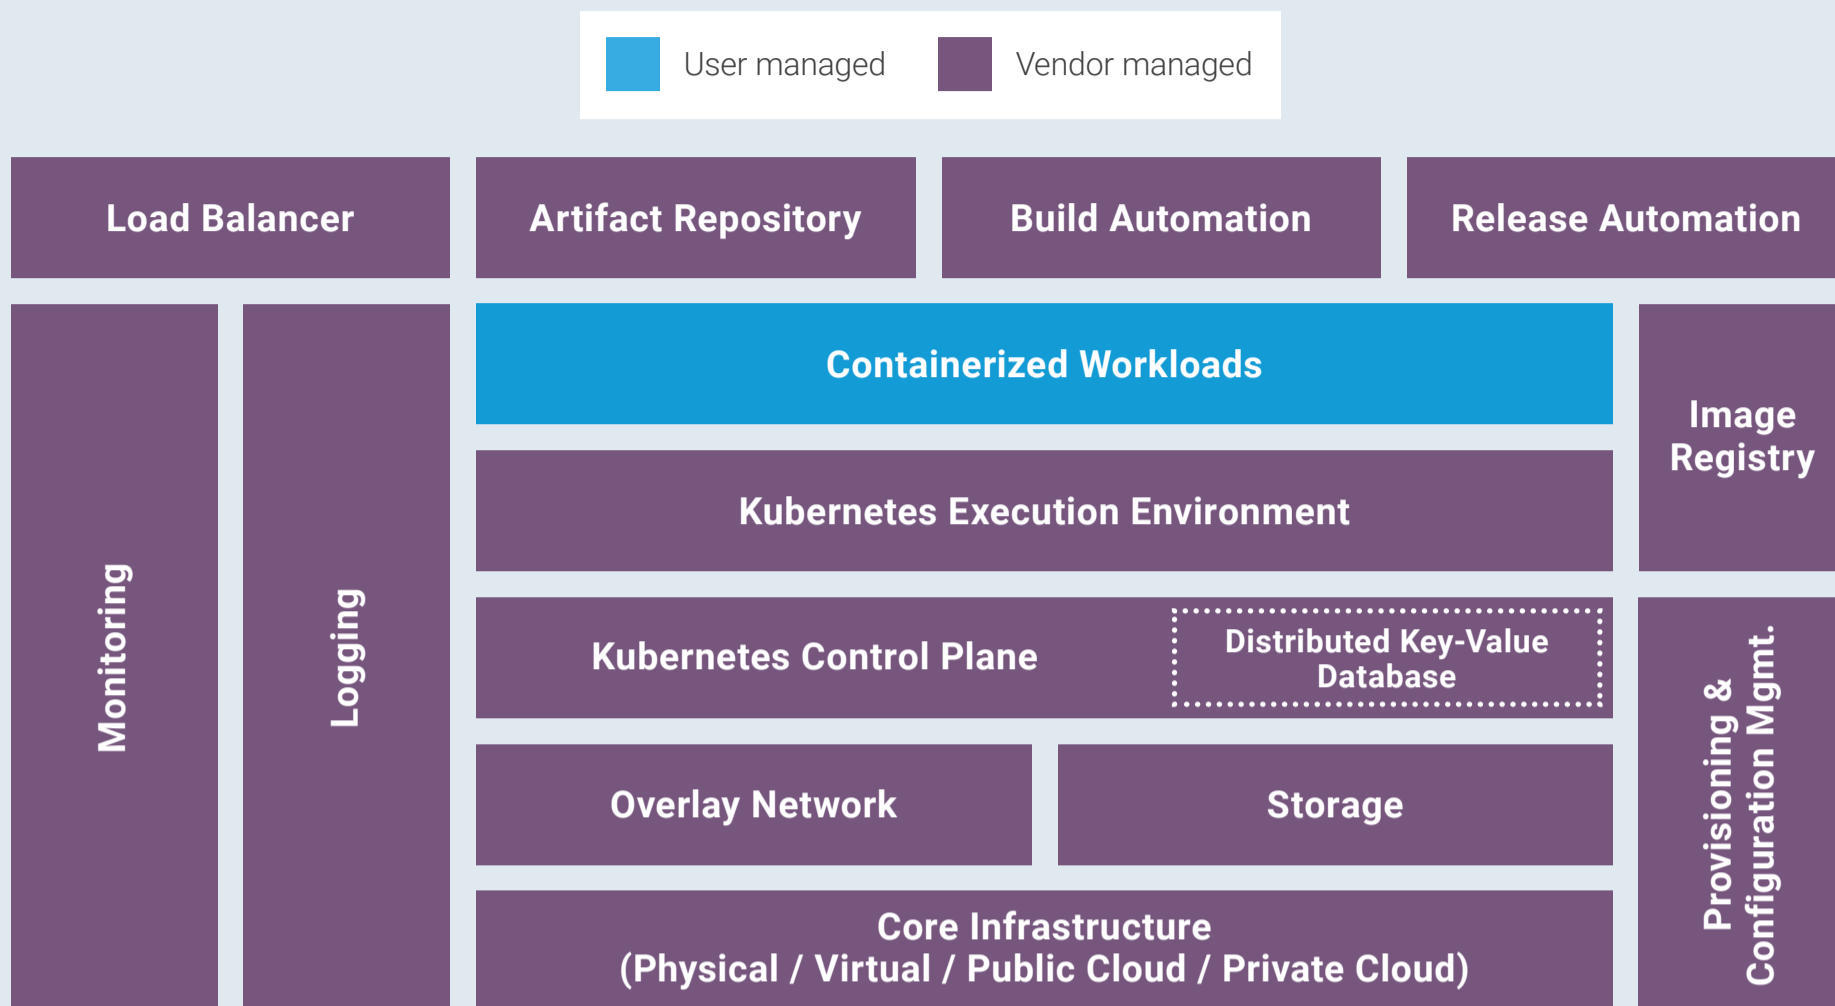 User managed
Vendor managed
Load Balancer
Artifact Repository
Build Automation
Release Automation
Monitoring
Logging
Containerized Workloads
Image
Registry
Kubernetes Execution Environment
Kubernetes Control Plane
Distributed Key-Value
Database
Overlay Network
Storage
Provisioning &
Configuration Mgmt.
Core Infrastructure
(Physical / Virtual / Public Cloud / Private Cloud)